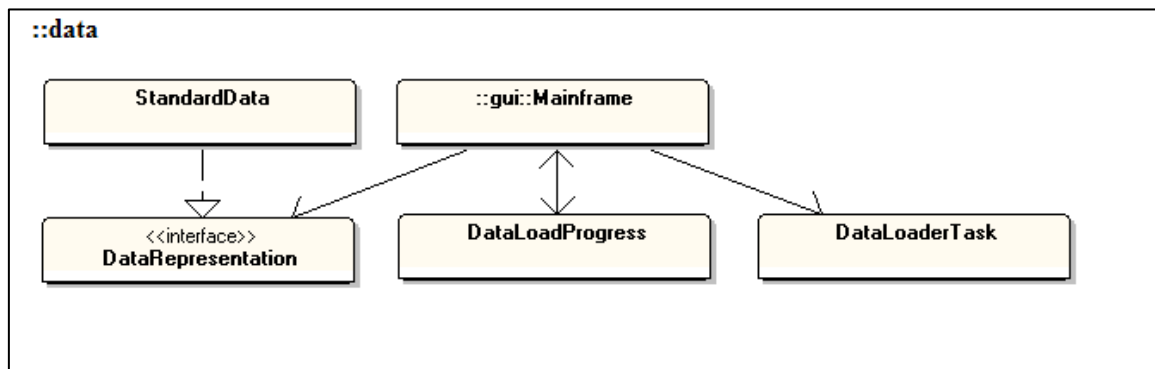 ::data
StandardData
::gui::Mainframe
<<interface>>
DataRepresentation
DataLoadProgress
DataLoaderTask